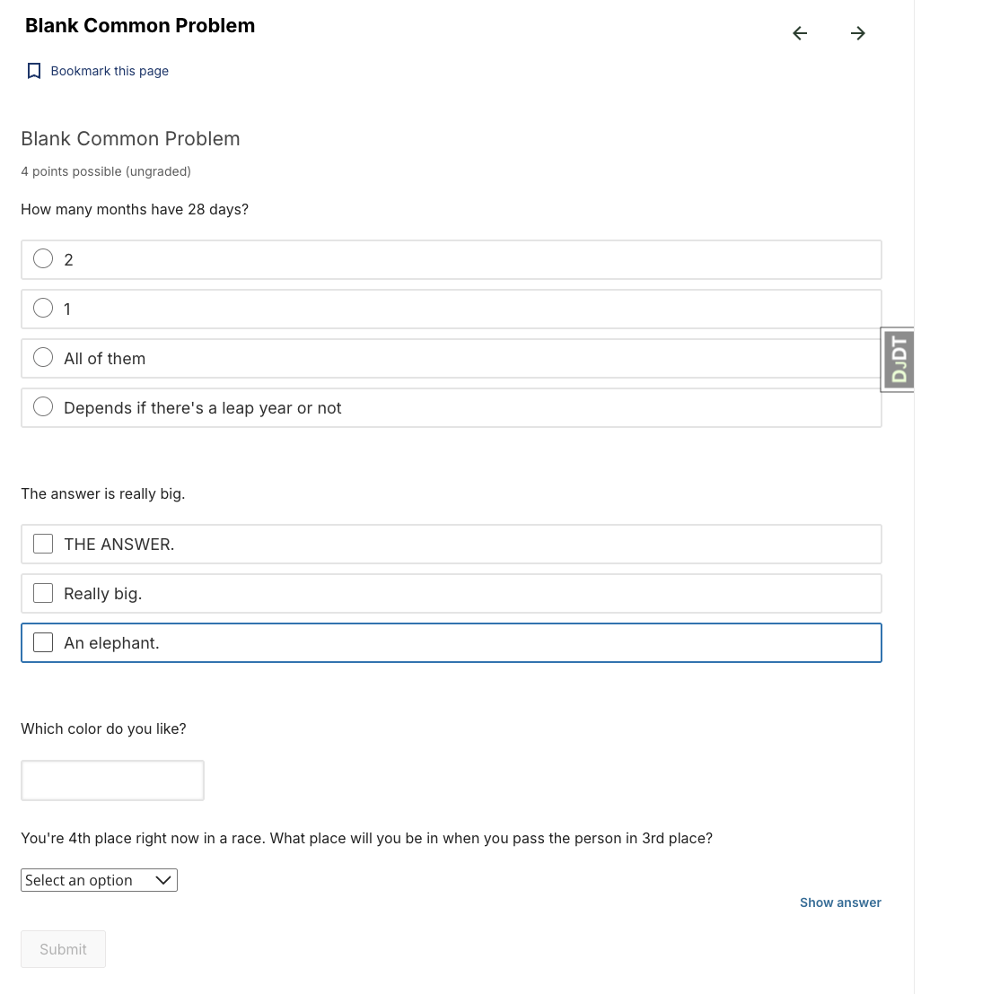 Blank Common Problem
Bookmark this page
Blank Common Problem
4 points possible (ungraded)
How many months have 28 days?
2
1
All of them
Depends if there's a leap year or not
DJDT
The answer is really big.
THE ANSWER.
Really big.
An elephant.
Which color do you like?
You're 4th place right now in a race. What place will you be in when you pass the person in 3rd place?
Select an option
Show answer
Submit